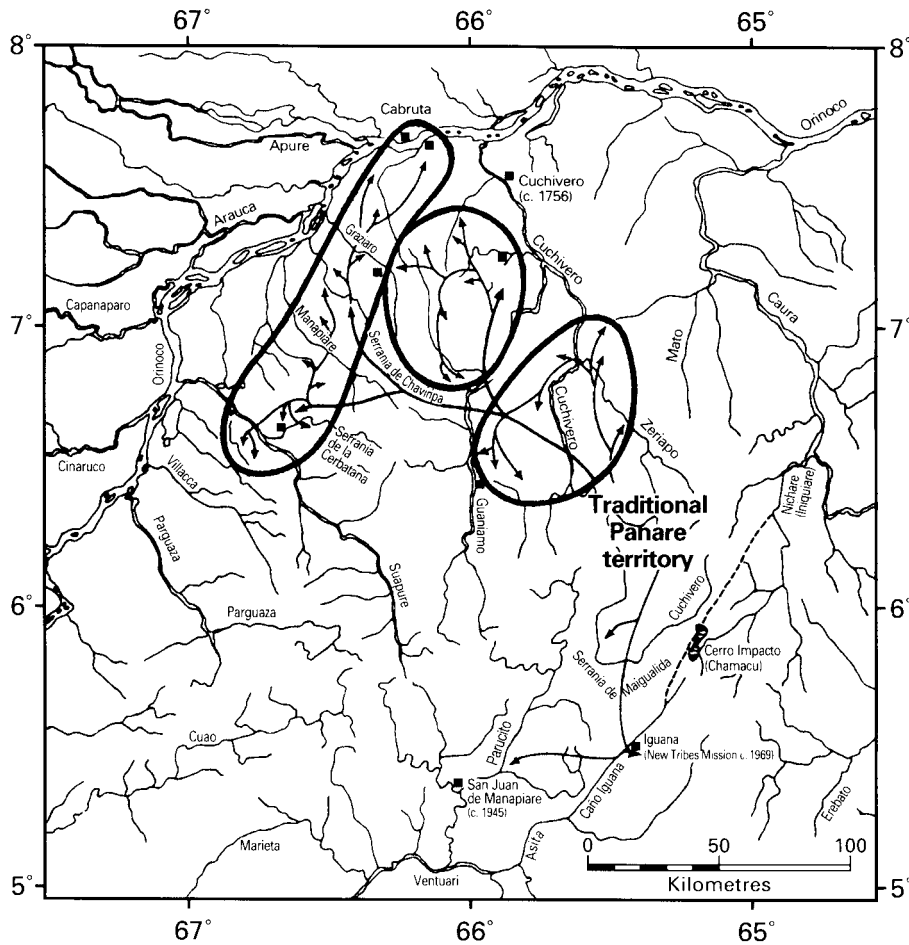 67°
66°
65°
8°
8°
Cabruta
Apure
Orinoco
Cuchivero
(c. 1756)
Arauca
Graziaro
Cuchivero
Capanaparo
7°
7°
Manapiare
Orinoco
Serrania de Chavinpa
Mato
Caura
Cuchivero
Zeriapo
Serrania
de la
Cerbatana
Cinaruco
Villacca
Guaniamo
Nichare
(Iniquiare)
Traditional
Panare
territory
Parguaza
Suapure
6°
6°
Parguaza
Cuchivero
Cerro Impacto
(Chamacu)
Serrania de Maigualida
Cuao
Parucito
Iguana
(New Tribes Mission c. 1969)
San Juan
de Manapiare
(c. 1945)
Caño Iguana
Erebato
Marieta
Asita
Ventuari
0 50 100
Kilometres
5°
5°
67°
66°
65°